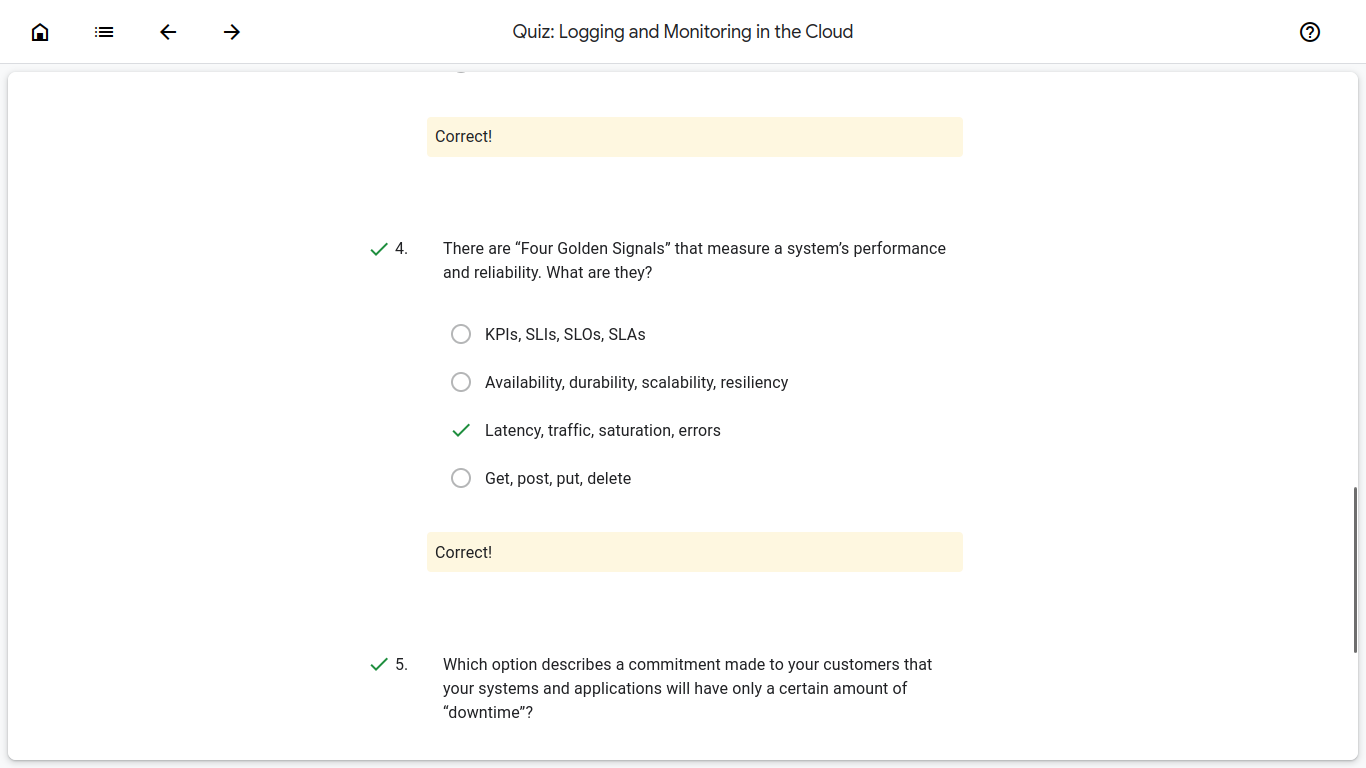 Quiz: Logging and Monitoring in the Cloud
Correct!
4.
There are “Four Golden Signals” that measure a system’s performance
and reliability. What are they?
KPIs, SLIs, SLOs, SLAs
Availability, durability, scalability, resiliency
Latency, traffic, saturation, errors
Get, post, put, delete
Correct!
5.
Which option describes a commitment made to your customers that
your systems and applications will have only a certain amount of
“downtime”?